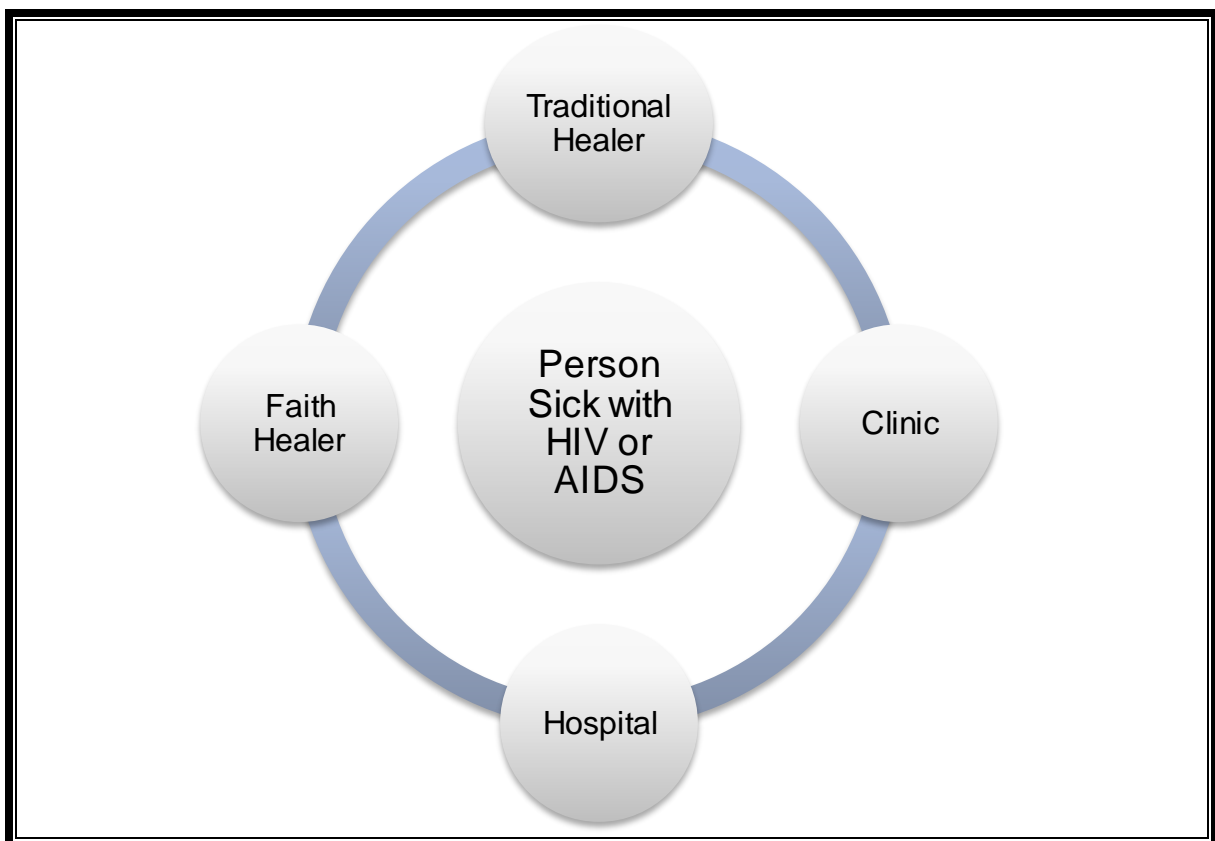 Traditional
Healer
Person
Sick with
HIV or
AIDS
Faith
Healer
Clinic
Hospital